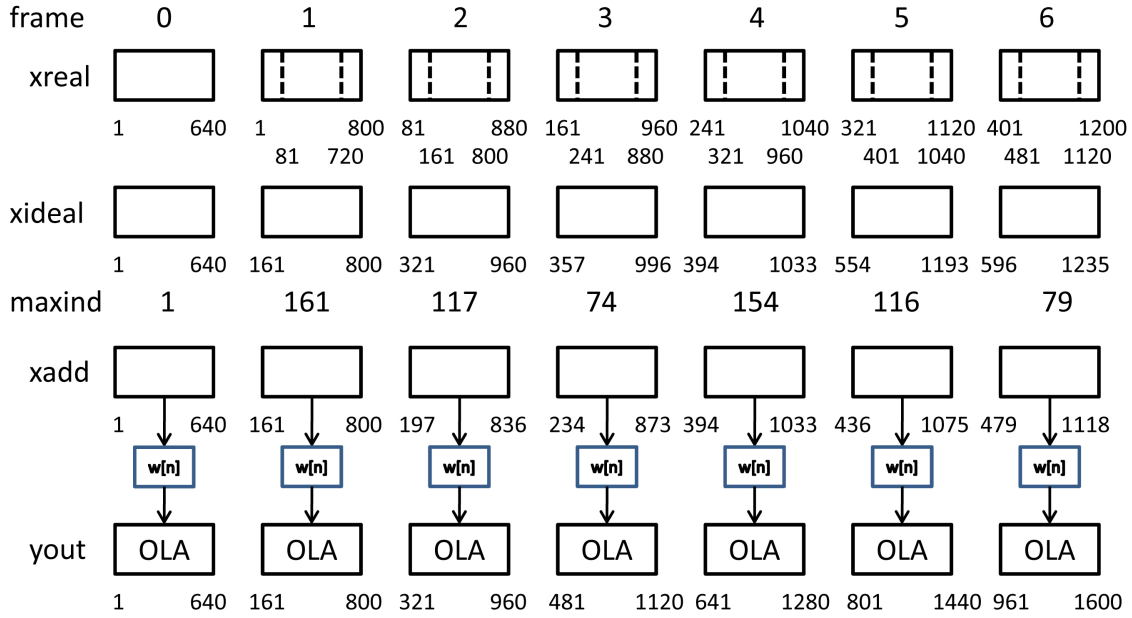 frame 0 1 2 3 4 5 6
xreal
1 640 1 800 81 880 161 960 241 1040 321 1120 401 1200
81 720 161 800 241 880 321 960 401 1040 481 1120
xideal
1 640 161 800 321 960 357 996 394 1033 554 1193 596 1235
maxind 1 161 117 74 154 116 79
xadd
1 640 161 800 197 836 234 873 394 1033 436 1075 479 1118
w[n] w[n] w[n] w[n] w[n] w[n] w[n]
yout OLA OLA OLA OLA OLA OLA OLA
1 640 161 800 321 960 481 1120 641 1280 801 1440 961 1600